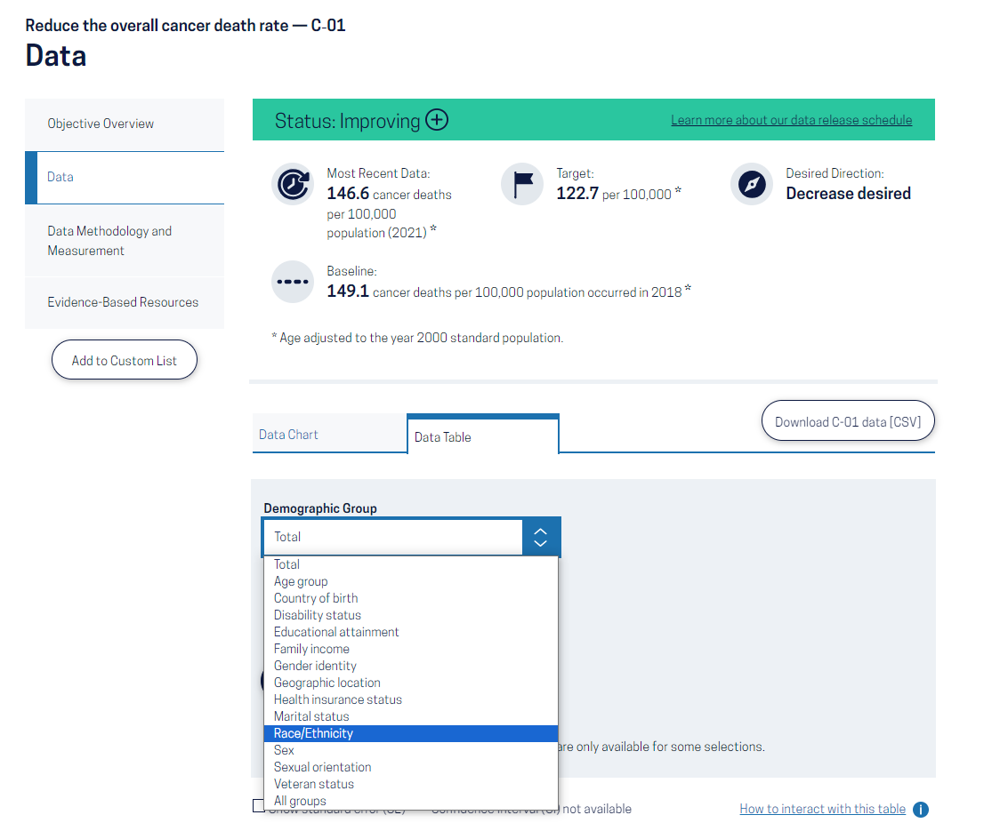 Reduce the overall cancer death rate — C-01
Data
Objective Overview
Data
Data Methodology and
Measurement
Evidence-Based Resources
Add to Custom List
Status: Improving
Learn more about our data release schedule
Most Recent Data:
146.6 cancer deaths
per 100,000
population (2021) *
Target:
122.7 per 100,000 *
Desired Direction:
Decrease desired
Baseline:
149.1 cancer deaths per 100,000 population occurred in 2018 *
* Age adjusted to the year 2000 standard population.
Data Chart
Data Table
Download C-01 data [CSV]
Demographic Group
Total
Total
Age group
Country of birth
Disability status
Educational attainment
Family income
Gender identity
Geographic location
Health insurance status
Marital status
Race/Ethnicity
Sex
Sexual orientation
Veteran status
All groups
are only available for some selections.
Show standard error (SE)
Confidence interval (CI) not available
How to interact with this table